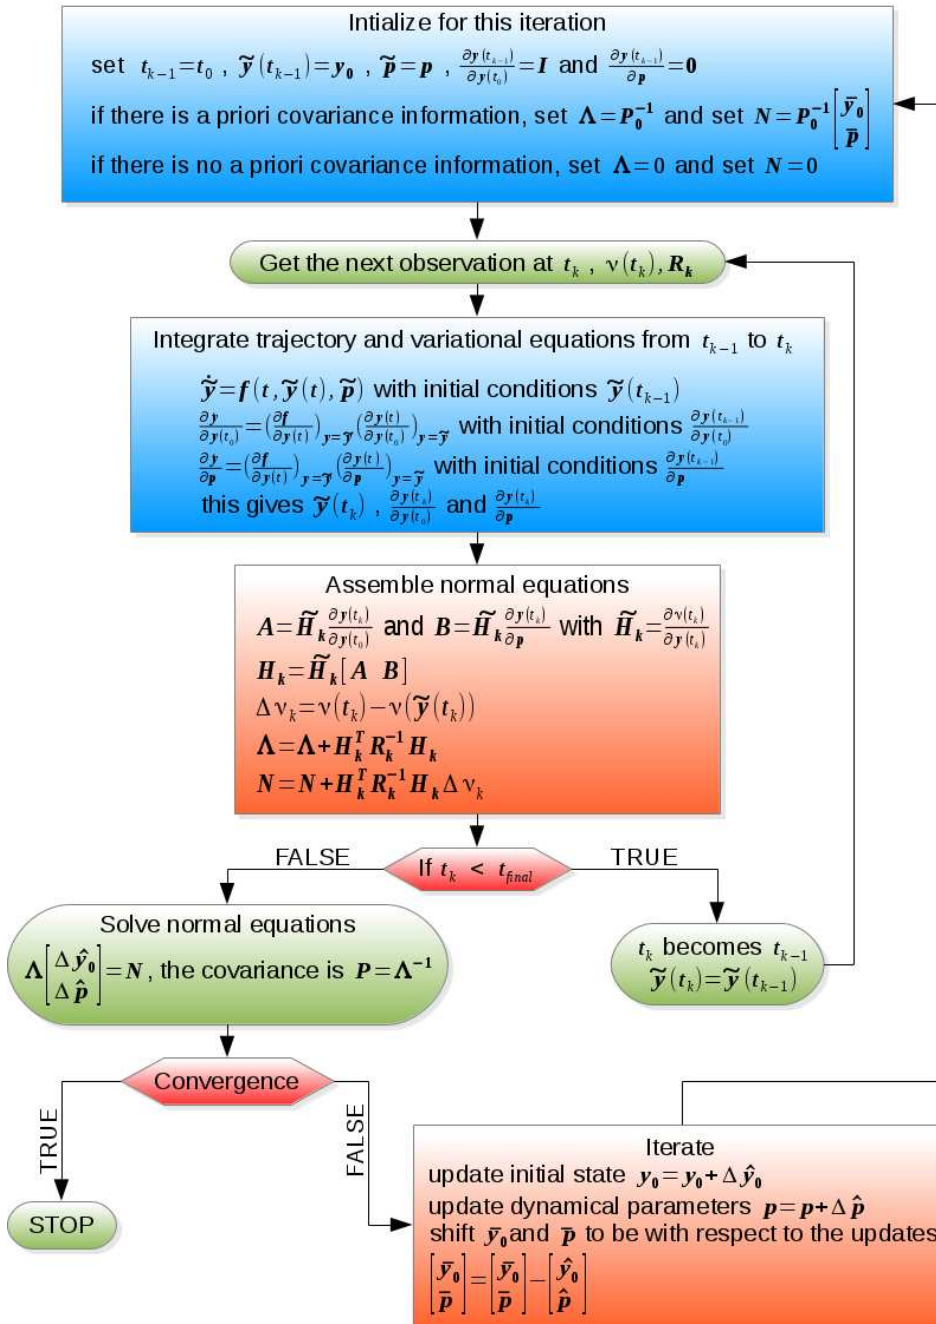 Intialize for this iteration
set t_{k-1}=t_0 , ỹ(t_{k-1})=y_0 , p̃=p , ∂y(t_{k-1})/∂y(t_0)=I and ∂y(t_{k-1})/∂p=0
if there is a priori covariance information, set Λ=P_0^{-1} and set N=P_0^{-1}[ȳ_0 p̄]
if there is no a priori covariance information, set Λ=0 and set N=0
Get the next observation at t_k , ν(t_k), R_k
Integrate trajectory and variational equations from t_{k-1} to t_k
ỹ̇=f(t,ỹ(t),p̃) with initial conditions ỹ(t_{k-1})
∂y/∂y(t_0)=(∂f/∂y(t))_{y=ỹ}(∂y(t)/∂y(t_0))_{y=ỹ} with initial conditions ∂y(t_{k-1})/∂y(t_0)
∂y/∂p=(∂f/∂y(t))_{y=ỹ}(∂y(t)/∂p)_{y=ỹ} with initial conditions ∂y(t_{k-1})/∂p
this gives ỹ(t_k) , ∂y(t_k)/∂y(t_0) and ∂y(t_k)/∂p
Assemble normal equations
A=H̃_k ∂y(t_k)/∂y(t_0) and B=H̃_k ∂y(t_k)/∂p with H̃_k=∂ν(t_k)/∂y(t_k)
H_k=H̃_k[A B]
Δν_k=ν(t_k)−ν(ỹ(t_k))
Λ=Λ+H_k^T R_k^{-1} H_k
N=N+H_k^T R_k^{-1} H_k Δν_k
If t_k < t_{final}
FALSE
TRUE
Solve normal equations
Λ[Δŷ_0 Δp̂]=N, the covariance is P=Λ^{-1}
t_k becomes t_{k-1}
ỹ(t_k)=ỹ(t_{k-1})
Convergence
TRUE
FALSE
STOP
Iterate
update initial state y_0=y_0+Δŷ_0
update dynamical parameters p=p+Δp̂
shift ȳ_0 and p̄ to be with respect to the updates
[ȳ_0 p̄]=[ȳ_0 p̄]−[ŷ_0 p̂]